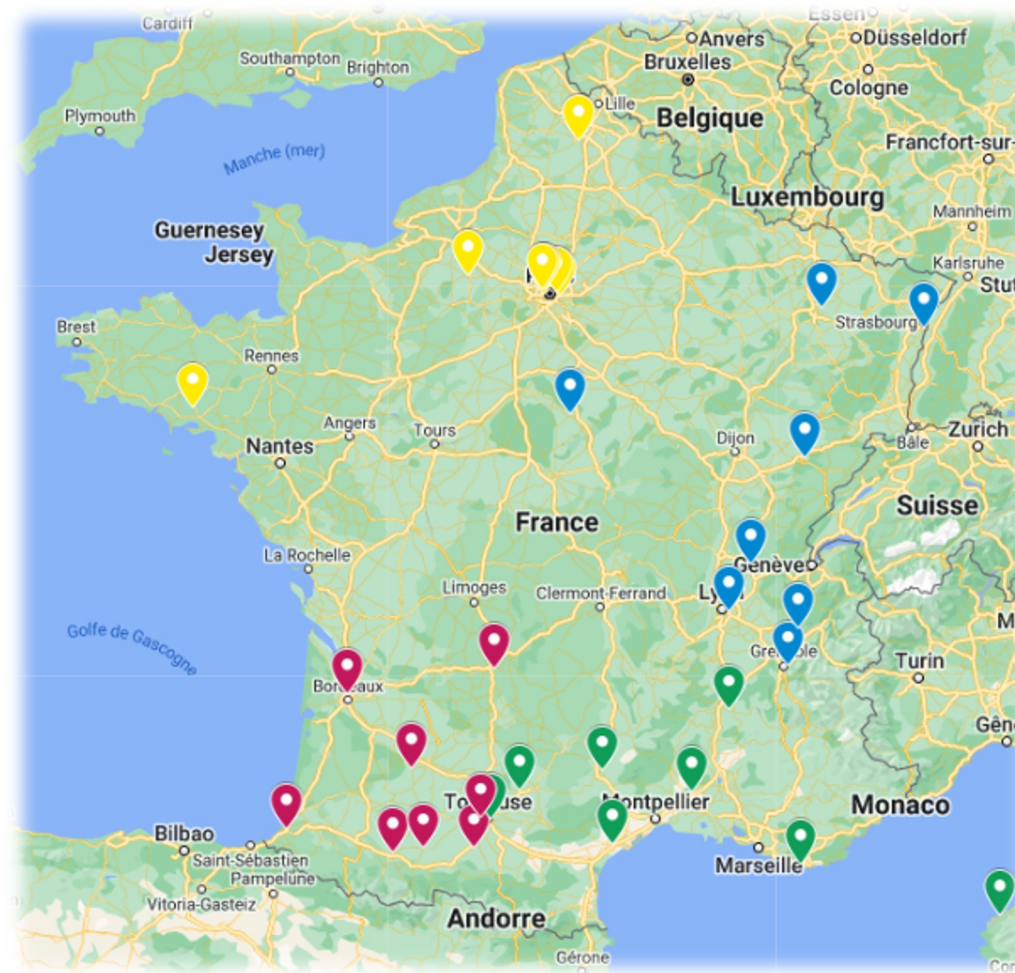 Cardiff
Essen
Anvers
Düsseldorf
Southampton
Brighton
Bruxelles
Cologne
Lille
Plymouth
Belgique
Francfort-sur-
Manche (mer)
Luxembourg
Mannheim
Guernesey
Jersey
Karlsruhe
Stut
Strasbourg
Brest
Rennes
Angers
Tours
Dijon
Bâle
Zurich
Nantes
Suisse
France
La Rochelle
Genève
Limoges
Clermont-Ferrand
Golfe de Gascogne
Turin
Gên
Montpellier
Monaco
Bilbao
Saint-Sébastien
Marseille
Pampelune
Vitoria-Gasteiz
Andorre
Gérone